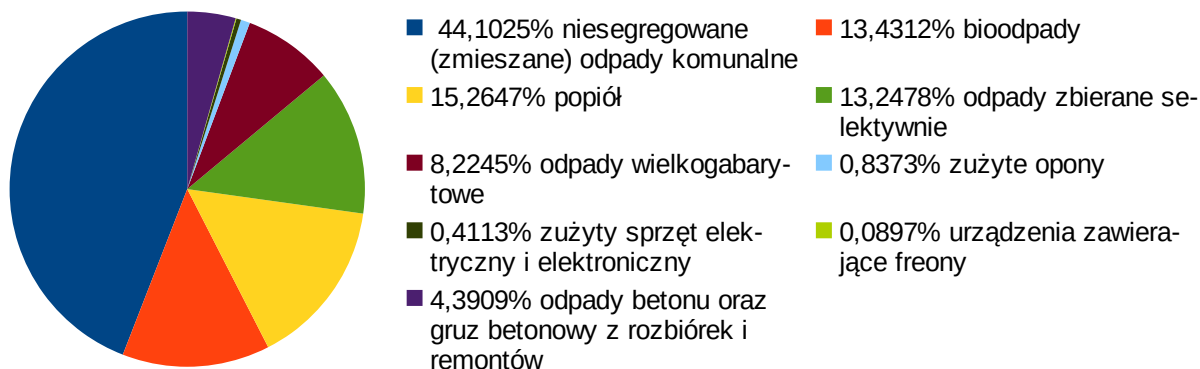 44,1025% niesegregowane
(zmieszane) odpady komunalne
13,4312% bioodpady
15,2647% popiół
13,2478% odpady zbierane se-
lektywnie
8,2245% odpady wielkogabary-
towe
0,8373% zużyte opony
0,4113% zużyty sprzęt elek-
tryczny i elektroniczny
0,0897% urządzenia zawiera-
jące freony
4,3909% odpady betonu oraz
gruz betonowy z rozbiórek i
remontów